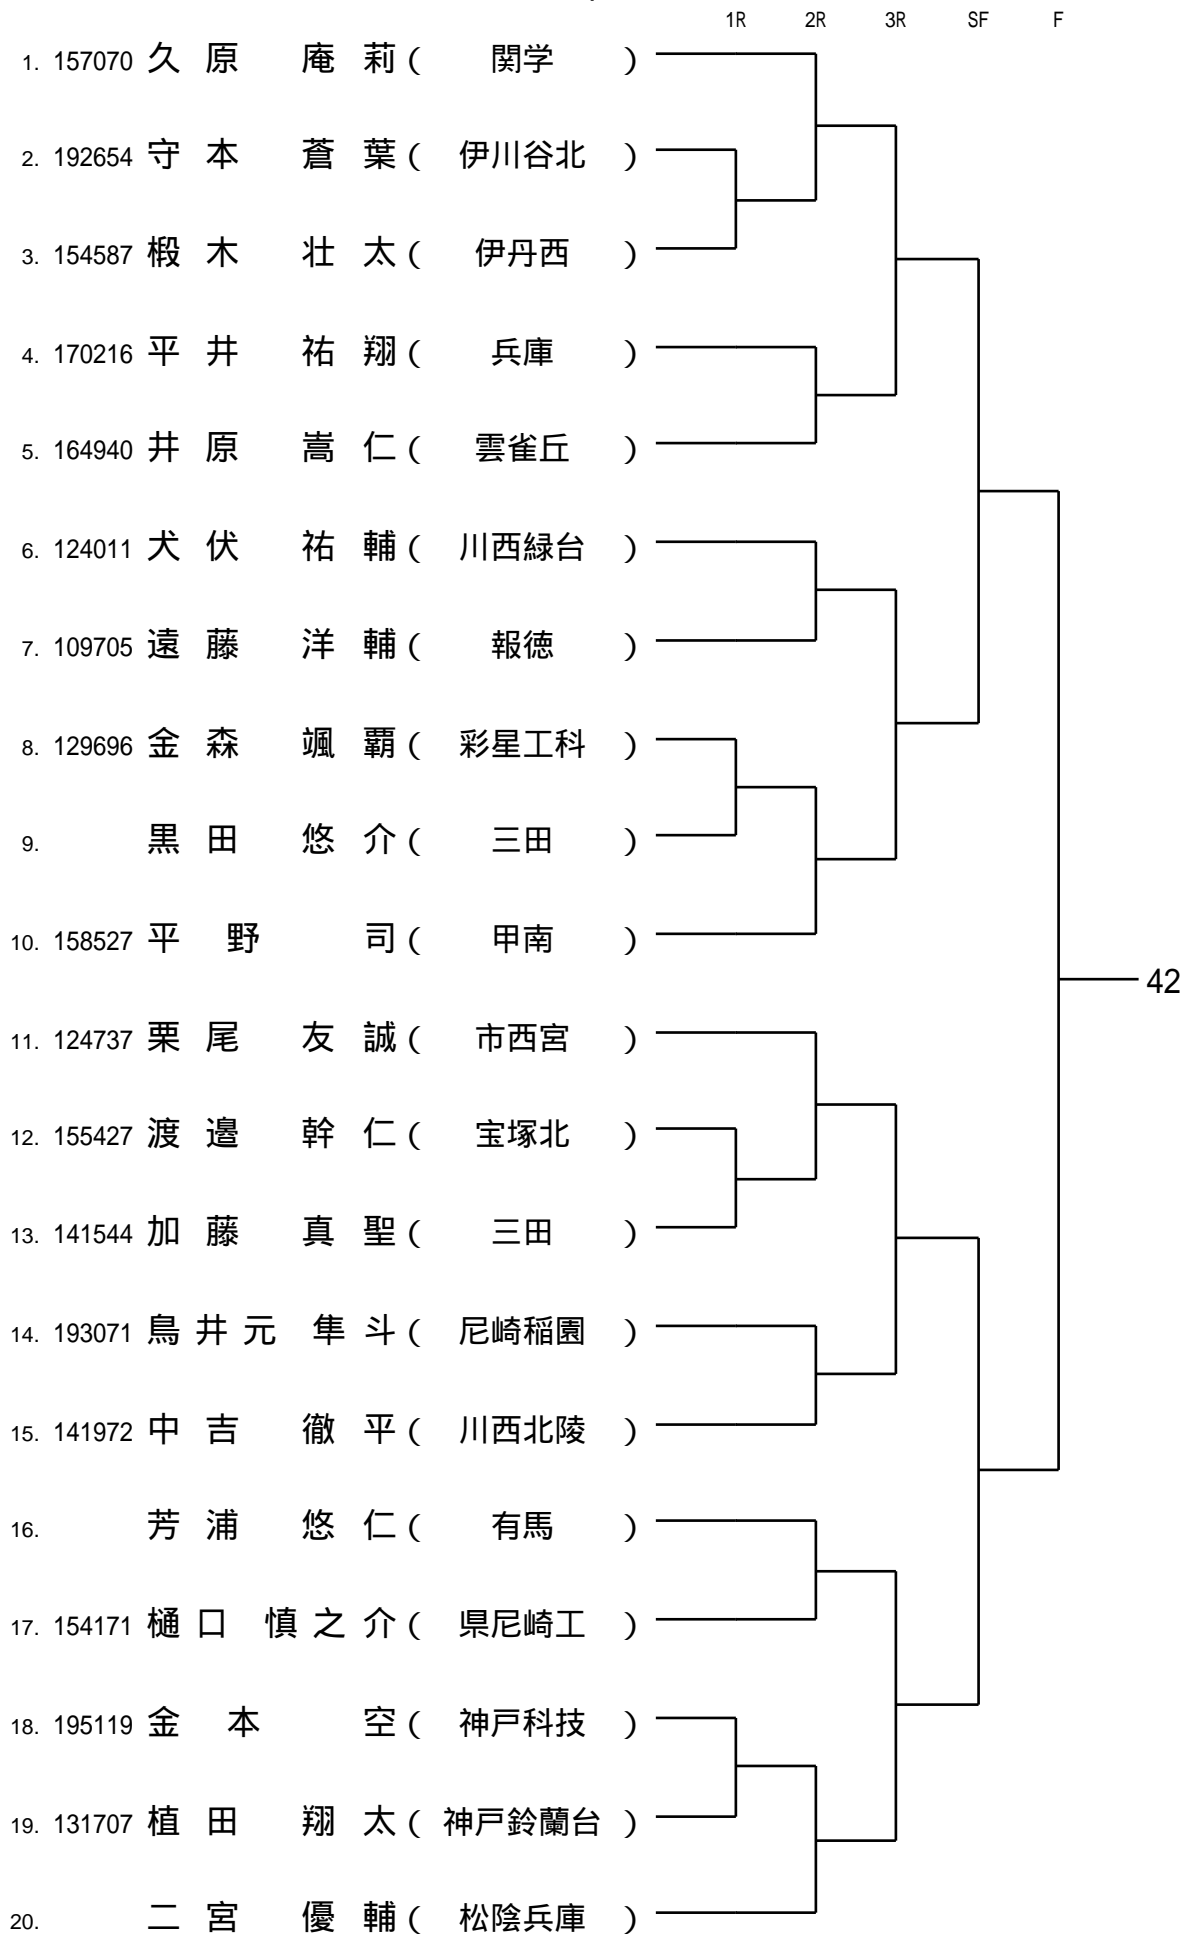 1R 2R 3R SF F
1. 157070 久原 庵莉 ( 関学 )
2. 192654 守本 蒼葉 ( 伊川谷北 )
3. 154587 椴木 壮太 ( 伊丹西 )
4. 170216 平井 祐翔 ( 兵庫 )
5. 164940 井原 嵩仁 ( 雲雀丘 )
6. 124011 犬伏 祐輔 ( 川西緑台 )
7. 109705 遠藤 洋輔 ( 報徳 )
8. 129696 金森 颯覇 ( 彩星工科 )
9. 黒田 悠介 ( 三田 )
10. 158527 平野 司 ( 甲南 )
42
11. 124737 栗尾 友誠 ( 市西宮 )
12. 155427 渡邉 幹仁 ( 宝塚北 )
13. 141544 加藤 真聖 ( 三田 )
14. 193071 鳥井元 隼斗 ( 尼崎稲園 )
15. 141972 中吉 徹平 ( 川西北陵 )
16. 芳浦 悠仁 ( 有馬 )
17. 154171 樋口 慎之介 ( 県尼崎工 )
18. 195119 金本 空 ( 神戸科技 )
19. 131707 植田 翔太 ( 神戸鈴蘭台 )
20. 二宮 優輔 ( 松陰兵庫 )